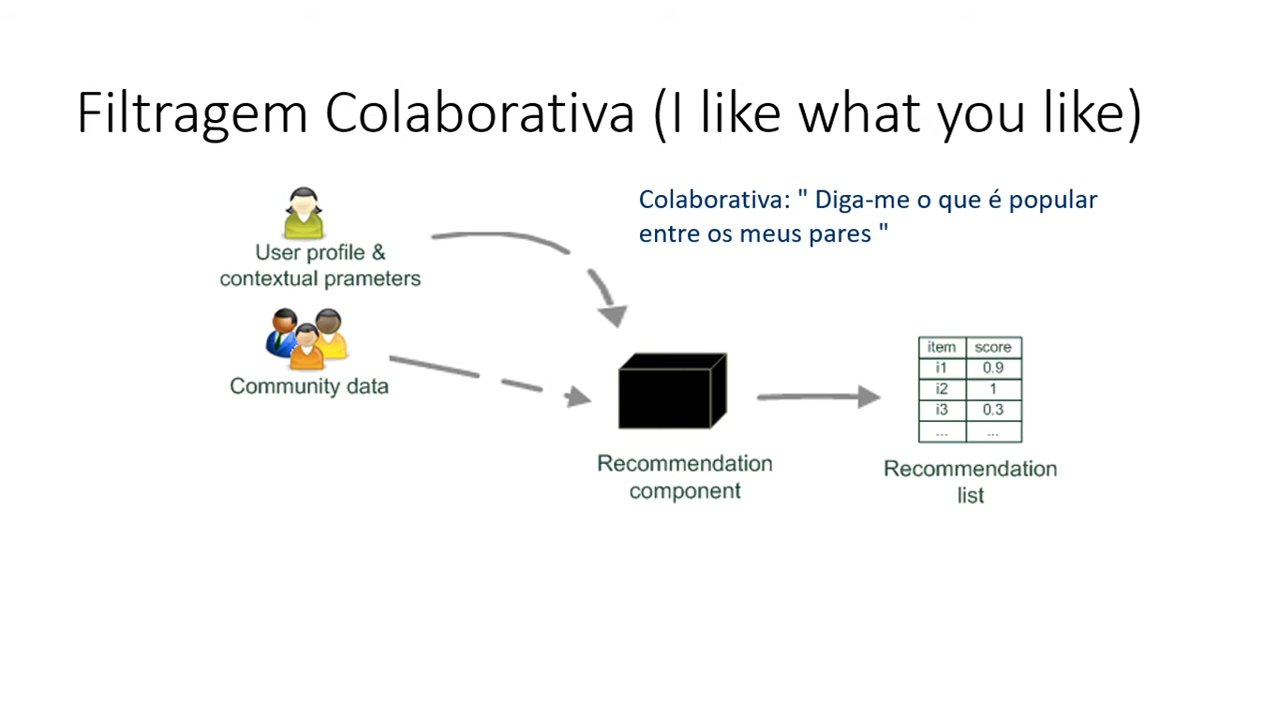 Filtragem Colaborativa (I like what you like)
Colaborativa: " Diga-me o que é popular
entre os meus pares "
User profile &
contextual prameters
Community data
Recommendation
component
item score
i1 0.9
i2 1
i3 0.3
... ...
Recommendation
list